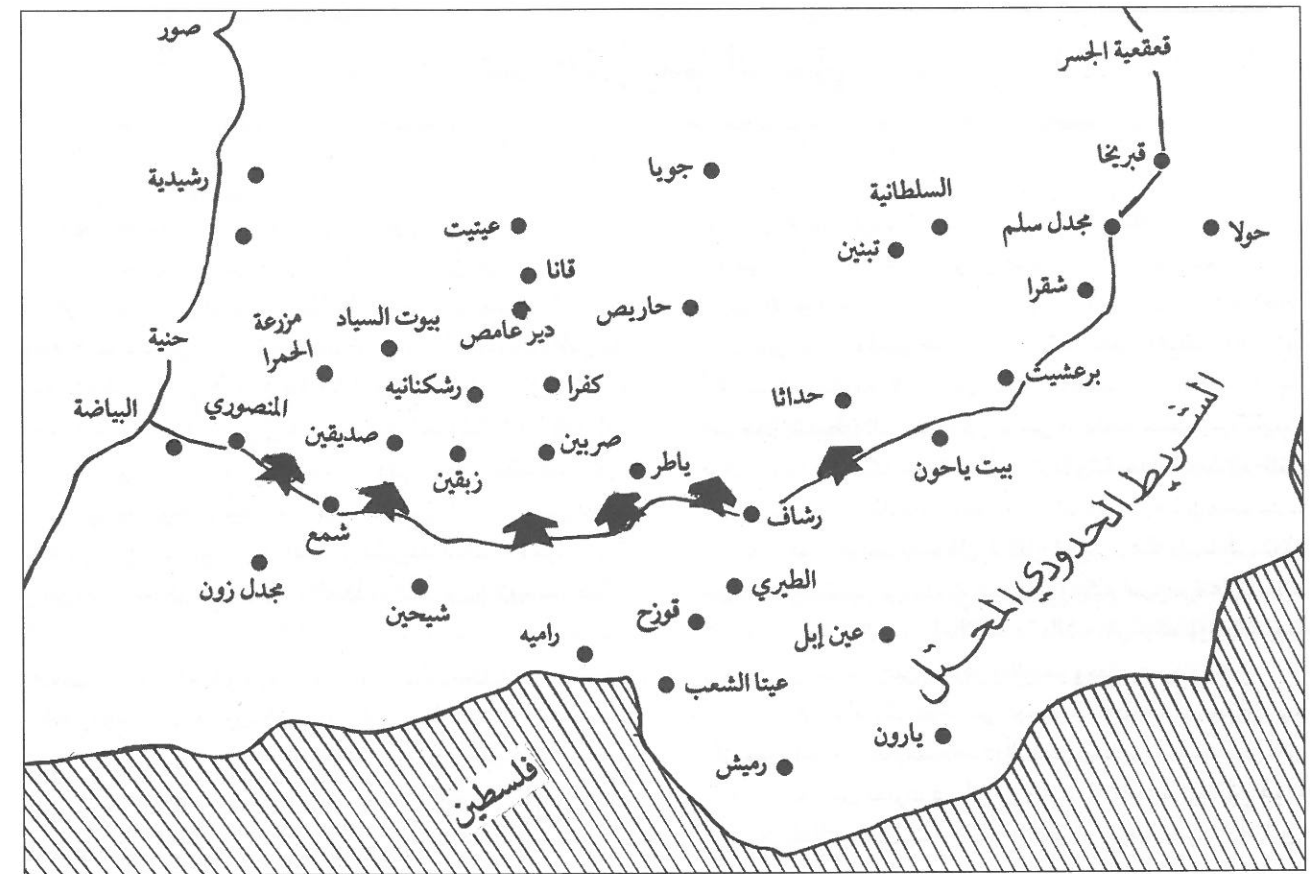 صور
قعقعية الجسر
قبريخا
جويا
رشيدية
السلطانية
عيتيت
مجدل سلم
حولا
تبنين
قانا
شقرا
حاريص
دير عامص
بيوت السياد
مزرعة
الحمرا
حنية
برعشيت
كفرا
رشكنانيه
حداثا
البياضة
المنصوري
صديقين
صربين
زبقين
ياطر
بيت ياحون
رشاف
شمع
الشريط الحدودي المحتل
مجدل زون
شيحين
الطيري
قوزح
راميه
عين إبل
عيتا الشعب
يارون
رميش
فلسطين